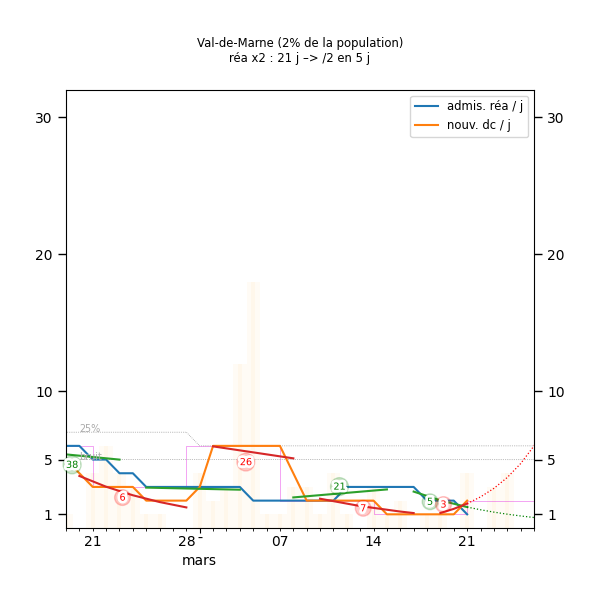 Val-de-Marne (2% de la population)
réa x2 : 21 j –> /2 en 5 j
admis. réa / j
nouv. dc / j
30 30
20 20
10 10
25%
5 5
38
26
6
21
7
5
3
1 1
21 28 07 14 21
mars